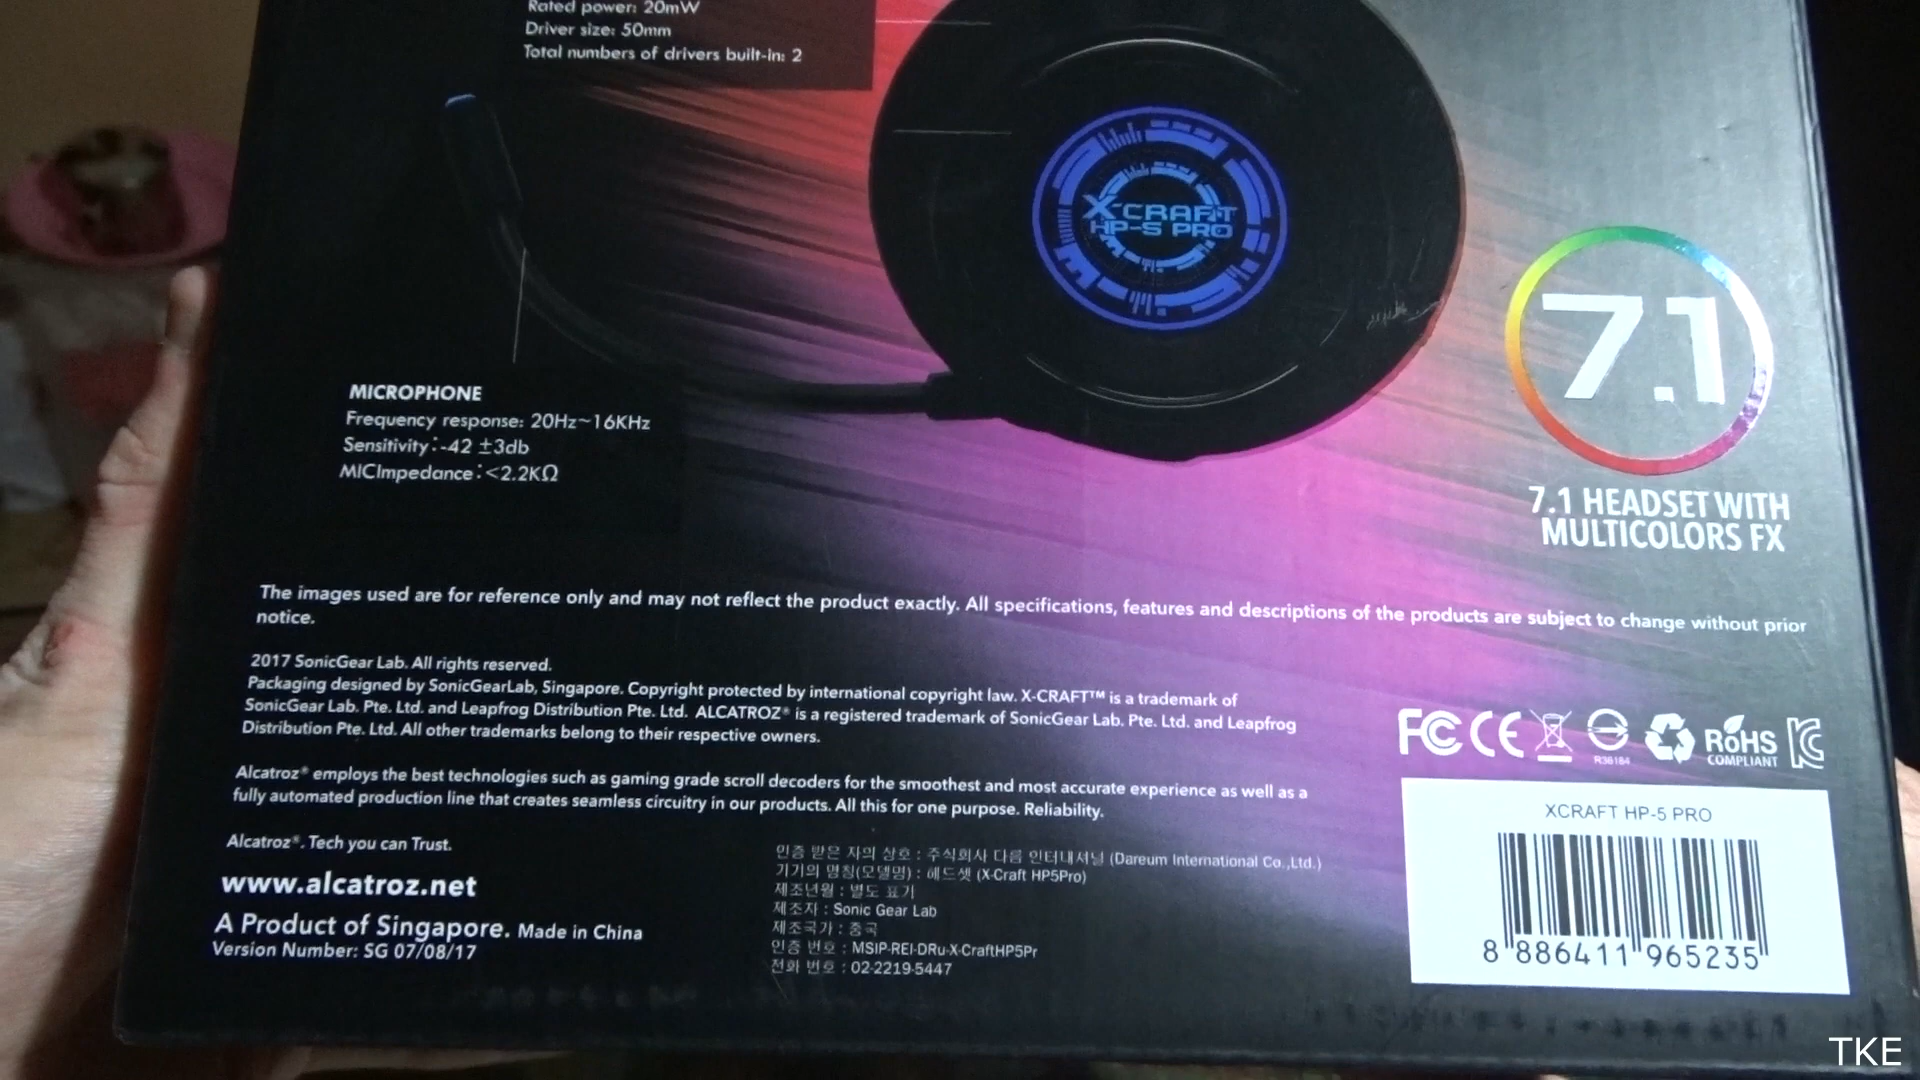 Rated power: 20mW
Driver size: 50mm
Total numbers of drivers built-in: 2
X-CRAFT
HP-5 PRO
7.1
7.1 HEADSET WITH
MULTICOLORS FX
MICROPHONE
Frequency response: 20Hz~16KHz
Sensitivity:-42 ±3db
MICImpedance:<2.2KΩ
The images used are for reference only and may not reflect the product exactly. All specifications, features and descriptions of the products are subject to change without prior
notice.
2017 SonicGear Lab. All rights reserved.
Packaging designed by SonicGearLab, Singapore. Copyright protected by international copyright law. X-CRAFT™ is a trademark of
SonicGear Lab. Pte. Ltd. and Leapfrog Distribution Pte. Ltd. ALCATROZ® is a registered trademark of SonicGear Lab. Pte. Ltd. and Leapfrog
Distribution Pte. Ltd. All other trademarks belong to their respective owners.
Alcatroz® employs the best technologies such as gaming grade scroll decoders for the smoothest and most accurate experience as well as a
fully automated production line that creates seamless circuitry in our products. All this for one purpose. Reliability.
Alcatroz®. Tech you can Trust.
www.alcatroz.net
A Product of Singapore. Made in China
Version Number: SG 07/08/17
인증 받은 자의 상호 : 주식회사 다름 인터내셔널 (Dareum International Co.,Ltd.)
기기의 명칭(모델명) : 헤드셋 (X-Craft HP5Pro)
제조년월 : 별도 표기
제조자 : Sonic Gear Lab
제조국가 : 중국
인증 번호 : MSIP-REI-DRu-X-CraftHP5Pr
전화 번호 : 02-2219-5447
FC CE R36184 RoHS
COMPLIANT
XCRAFT HP-5 PRO
8 886411 965235
TKE